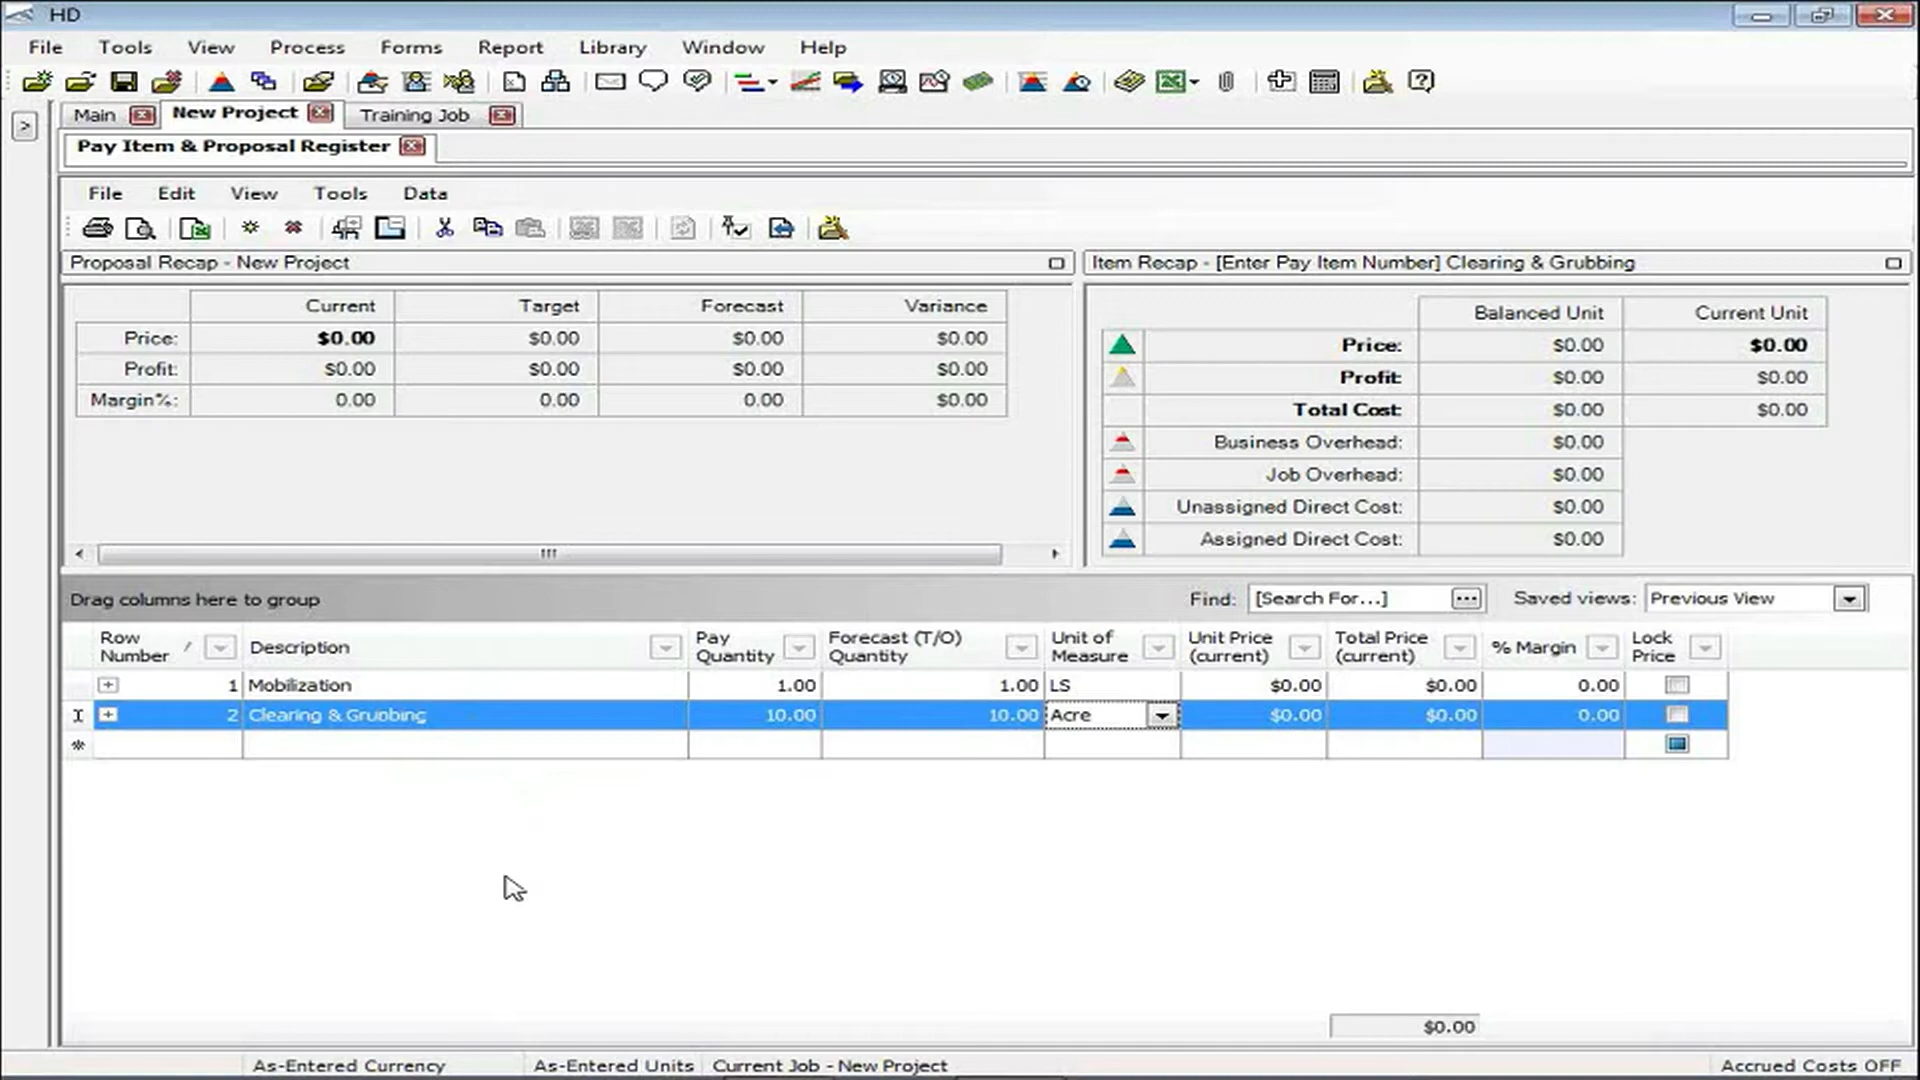 HD
File Tools View Process Forms Report Library Window Help
Main New Project Training Job
Pay Item & Proposal Register
File Edit View Tools Data
Proposal Recap - New Project
Current Target Forecast Variance
Price: $0.00 $0.00 $0.00 $0.00
Profit: $0.00 $0.00 $0.00 $0.00
Margin%: 0.00 0.00 0.00 $0.00
Item Recap - [Enter Pay Item Number] Clearing & Grubbing
Balanced Unit Current Unit
Price: $0.00 $0.00
Profit: $0.00 $0.00
Total Cost: $0.00 $0.00
Business Overhead: $0.00
Job Overhead: $0.00
Unassigned Direct Cost: $0.00
Assigned Direct Cost: $0.00
Drag columns here to group Find: [Search For...] Saved views: Previous View
Row Number Description Pay Quantity Forecast (T/O) Quantity Unit of Measure Unit Price (current) Total Price (current) % Margin Lock Price
1 Mobilization 1.00 1.00 LS $0.00 $0.00 0.00
2 Clearing & Grubbing 10.00 10.00 Acre $0.00 $0.00 0.00
$0.00
As-Entered Currency As-Entered Units Current Job - New Project Accrued Costs OFF